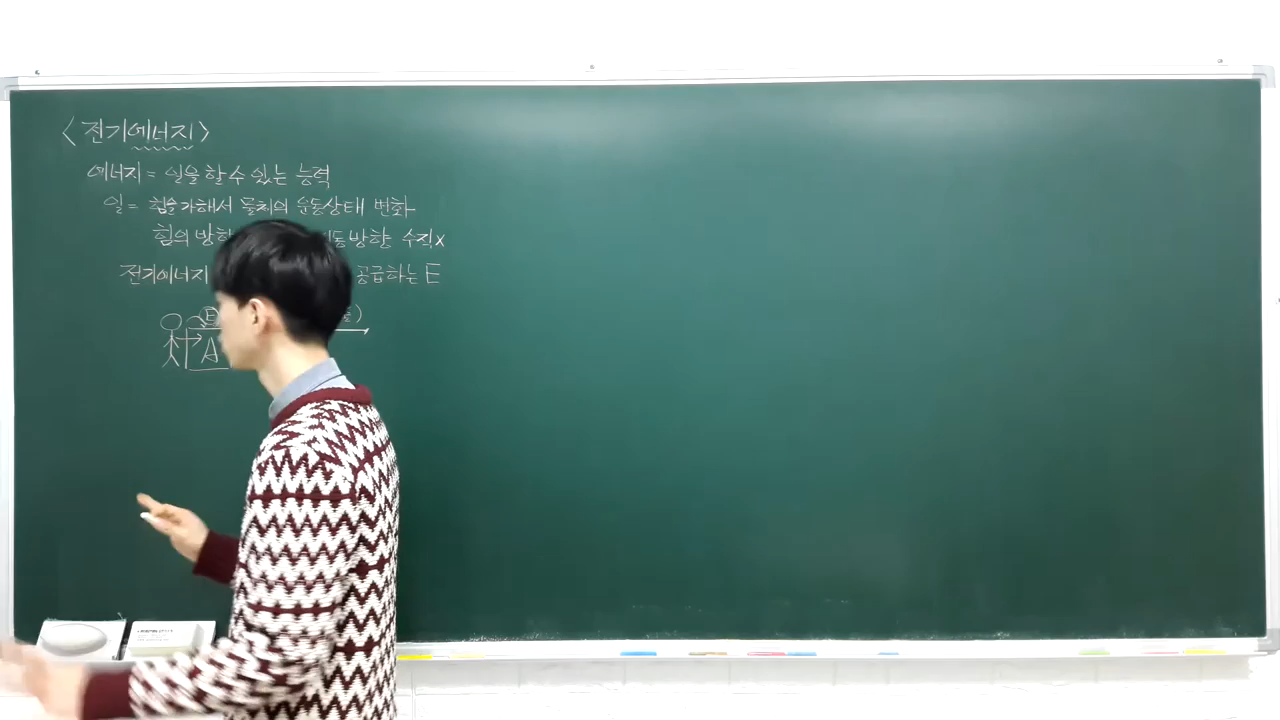 <전기에너지>
에너지 = 일을 할 수 있는 능력
일 = 힘을 가해서 물체의 운동상태 변화
힘의 방향 이동방향 수직x
전기에너지 공급하는 E
E
A